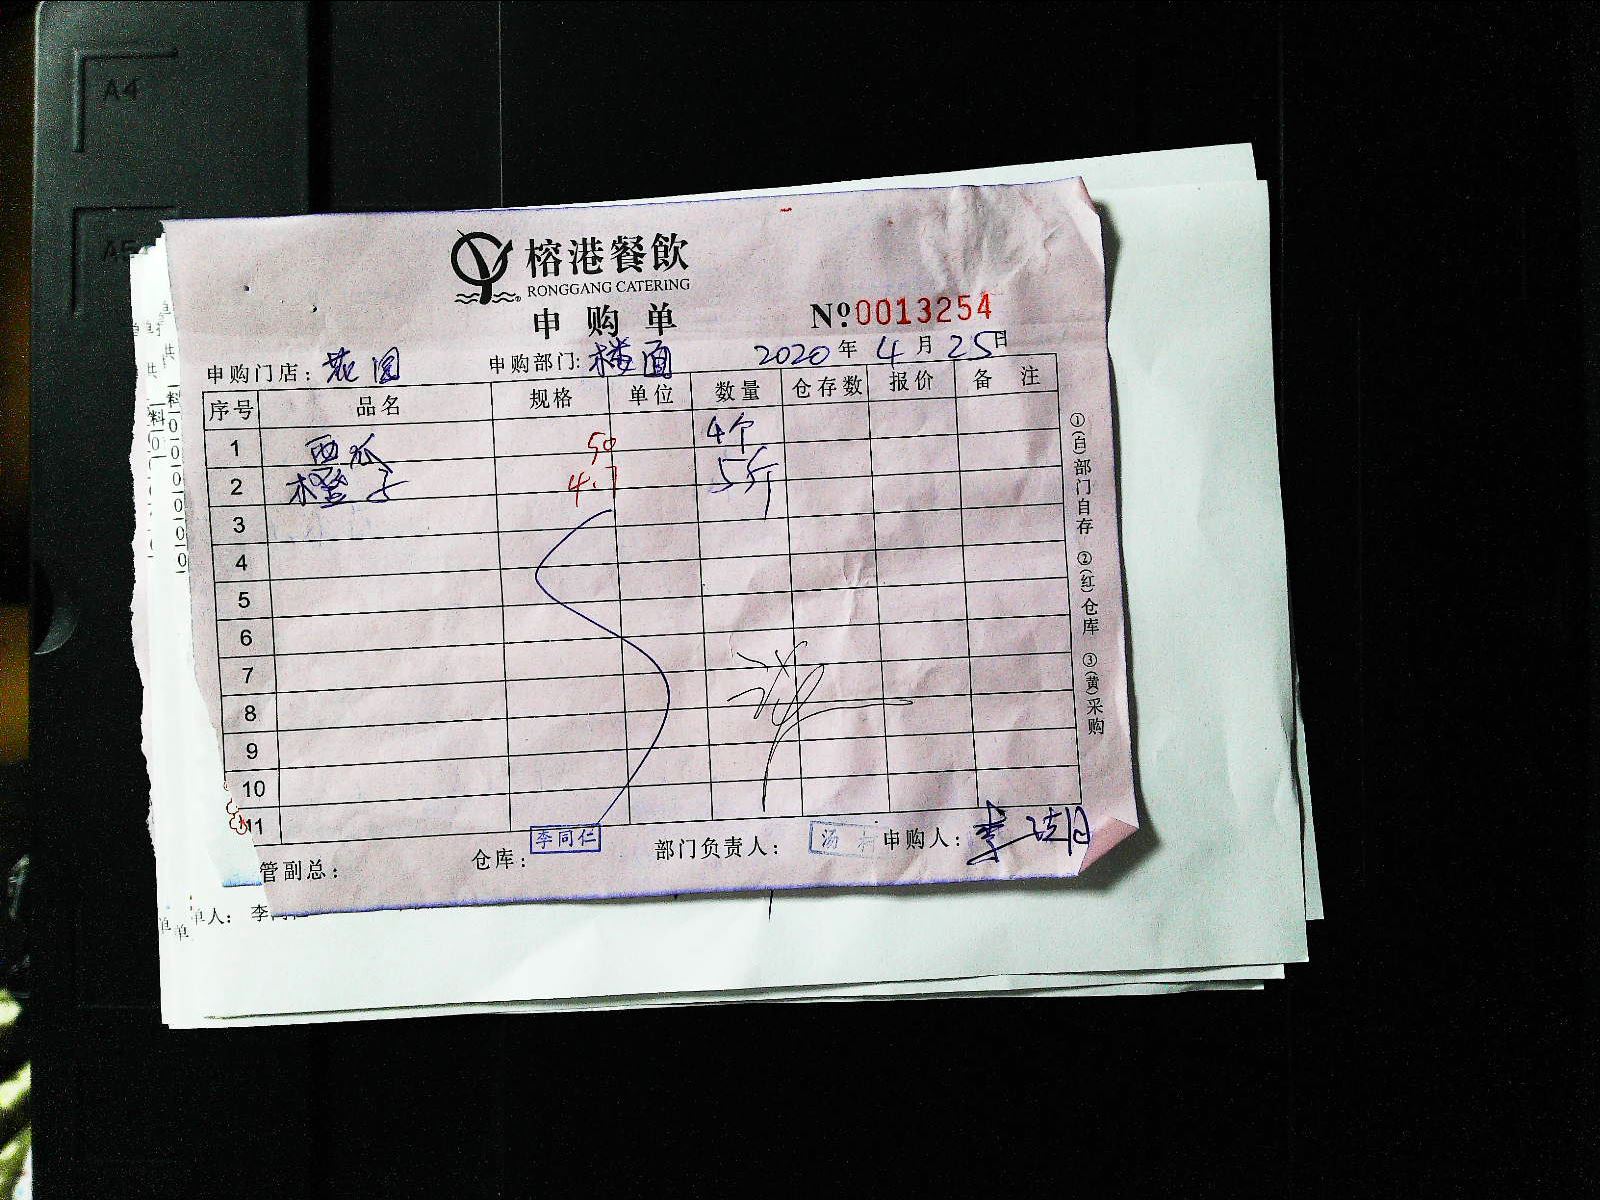 A4
A5
榕港餐飲
RONGGANG CATERING
申购单
№0013254
申购门店：花园 申购部门：楼面 2020年4月25日
序号 品名 规格 单位 数量 仓存数 报价 备注
1 西瓜 50 4个
2 橙子 4.7 5斤
3
4
5
6
7
8
9
10
11
管副总： 仓库：李同仁 部门负责人：汤 申购人：李
①(白)部门自存 ②(红)仓库 ③(黄)采购
单人：